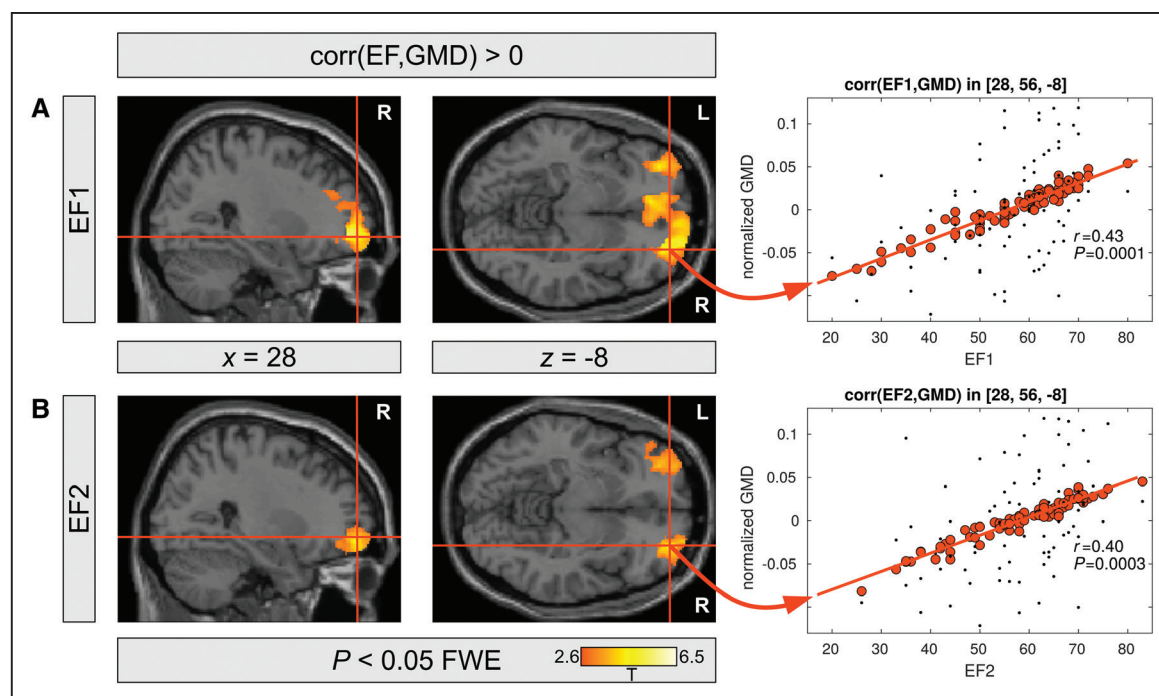 corr(EF,GMD) > 0
A
EF1
R
L
R
corr(EF1,GMD) in [28, 56, -8]
normalized GMD
0.1
0.05
0
-0.05
r=0.43
P=0.0001
20 30 40 50 60 70 80
EF1
x = 28
z = -8
B
EF2
R
L
R
corr(EF2,GMD) in [28, 56, -8]
normalized GMD
0.1
0.05
0
-0.05
r=0.40
P=0.0003
20 30 40 50 60 70 80
EF2
P < 0.05 FWE
2.6 6.5
T